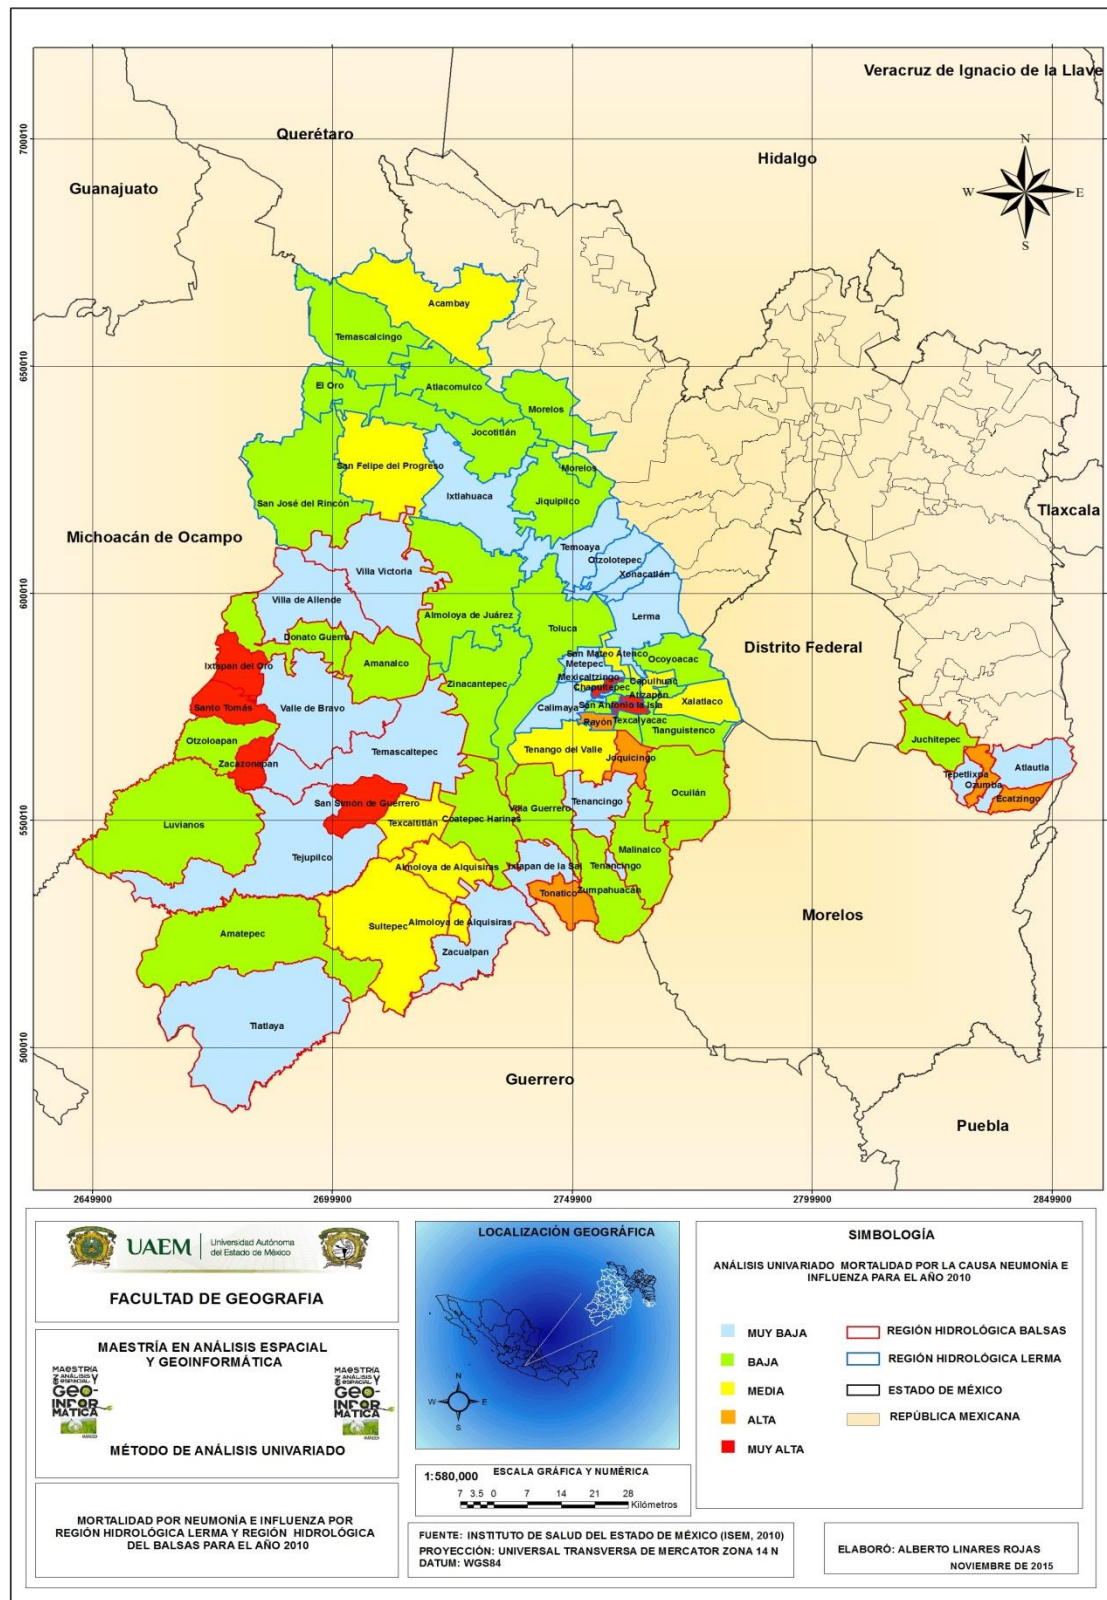 Veracruz de Ignacio de la Llave
Querétaro
Hidalgo
Guanajuato
N
W
E
S
Acambay
Temascalcingo
El Oro
Atlacomulco
Morelos
Jocotitlán
San Felipe del Progreso
Morelos
Ixtlahuaca
Jiquipilco
San José del Rincón
Tlaxcala
Michoacán de Ocampo
Temoaya
Otzolotepec
Xonacatlán
Villa Victoria
Villa de Allende
Almoloya de Juárez
Lerma
Toluca
Donato Guerra
Distrito Federal
San Mateo Atenco
Ocoyoacac
Metepec
Ixtapan del Oro
Amanalco
Mexicaltzingo
Capulhuac
Zinacantepec
Chapultepec
Atizapán
Santo Tomás
Valle de Bravo
Calimaya
San Antonio la Isla
Xalatlaco
Rayón
Texcalyacac
Tianguistenco
Otzoloapan
Temascaltepec
Tenango del Valle
Juchitepec
Zacazonapan
Joquicingo
Atlautla
Tepetlixpa
Ozumba
Ecatzingo
San Simón de Guerrero
Villa Guerrero
Tenancingo
Ocuilán
Luvianos
Texcaltitlán
Coatepec Harinas
Malinalco
Tejupilco
Almoloya de Alquisiras
Ixtapan de la Sal
Tenancingo
Tonatico
Zumpahuacán
Morelos
Sultepec
Almoloya de Alquisiras
Amatepec
Zacualpan
Tlatlaya
Guerrero
Puebla
700010
650010
600010
550010
500010
2649900
2699900
2749900
2799900
2849900
UAEM
Universidad Autónoma
del Estado de México
FACULTAD DE GEOGRAFIA
MAESTRÍA EN ANÁLISIS ESPACIAL
Y GEOINFORMÁTICA
MÉTODO DE ANÁLISIS UNIVARIADO
MORTALIDAD POR NEUMONÍA E INFLUENZA POR
REGIÓN HIDROLÓGICA LERMA Y REGIÓN HIDROLÓGICA
DEL BALSAS PARA EL AÑO 2010
LOCALIZACIÓN GEOGRÁFICA
N
W
E
S
1:580,000
ESCALA GRÁFICA Y NUMÉRICA
7 3.5 0 7 14 21 28
Kilómetros
FUENTE: INSTITUTO DE SALUD DEL ESTADO DE MÉXICO (ISEM, 2010)
PROYECCIÓN: UNIVERSAL TRANSVERSA DE MERCATOR ZONA 14 N
DATUM: WGS84
SIMBOLOGÍA
ANÁLISIS UNIVARIADO MORTALIDAD POR LA CAUSA NEUMONÍA E
INFLUENZA PARA EL AÑO 2010
MUY BAJA
BAJA
MEDIA
ALTA
MUY ALTA
REGIÓN HIDROLÓGICA BALSAS
REGIÓN HIDROLÓGICA LERMA
ESTADO DE MÉXICO
REPÚBLICA MEXICANA
ELABORÓ: ALBERTO LINARES ROJAS
NOVIEMBRE DE 2015